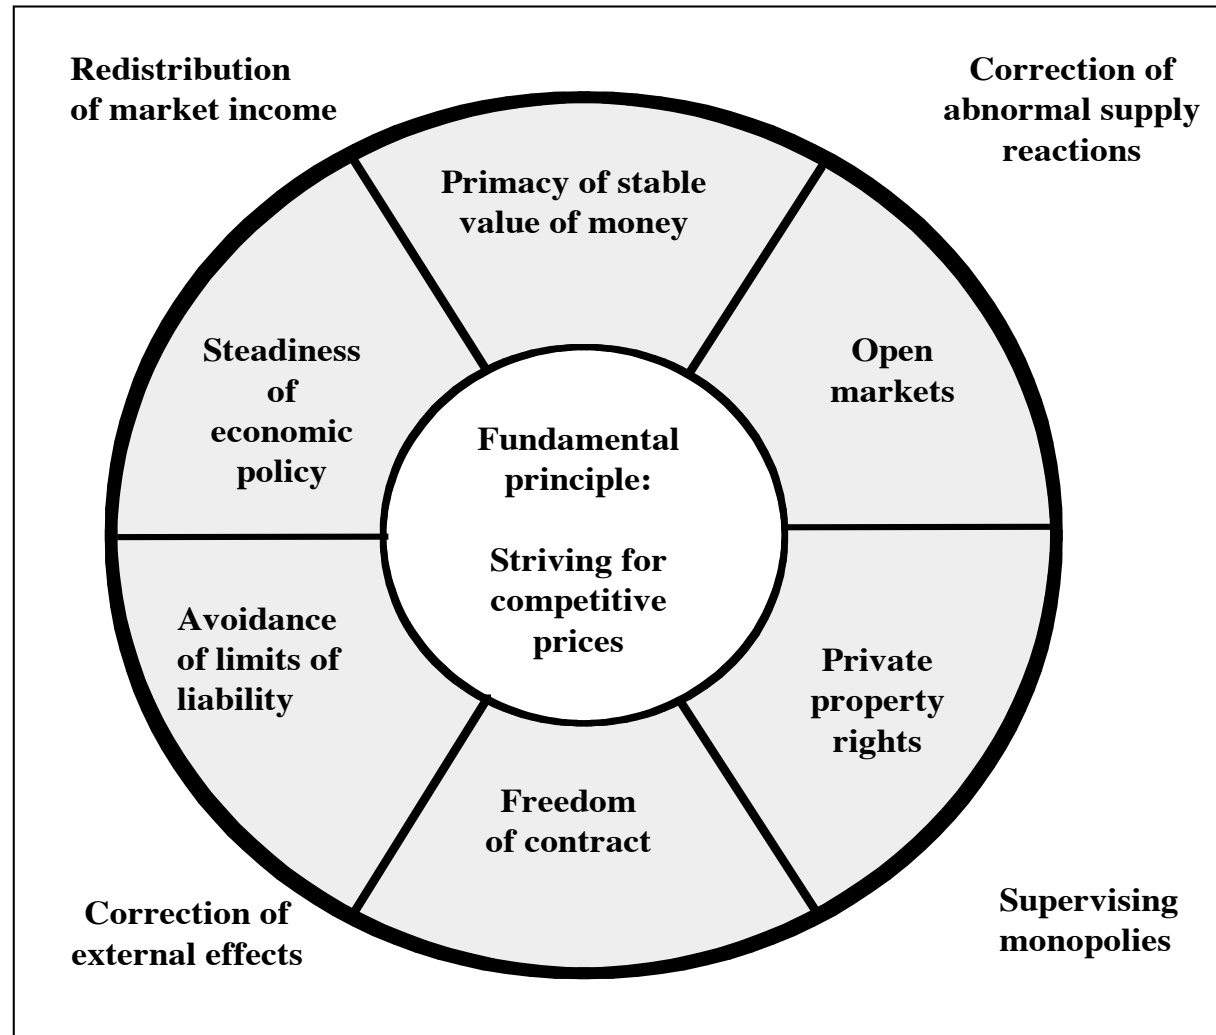 Redistribution
of market income
Correction of
abnormal supply
reactions
Primacy of stable
value of money
Steadiness
of
economic
policy
Open
markets
Fundamental
principle:
Striving for
competitive
prices
Avoidance
of limits of
liability
Private
property
rights
Freedom
of contract
Correction of
external effects
Supervising
monopolies